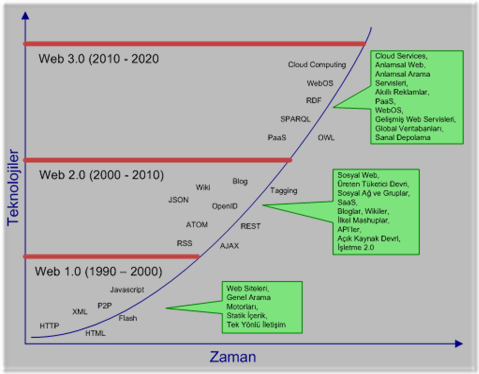 Web 3.0 (2010 - 2020
Cloud Computing
WebOS
RDF
SPARQL
PaaS
OWL
Cloud Services,
Anlamsal Web,
Anlamsal Arama
Servisleri,
Akıllı Reklamlar,
PaaS,
WebOS,
Gelişmiş Web Servisleri,
Global Vertabanları,
Sanal Depolama
Web 2.0 (2000 - 2010)
Blog
Wiki
Tagging
JSON
OpenID
ATOM
REST
RSS
AJAX
Sosyal Web,
Üreten Tüketici Devri,
Sosyal Ağ ve Gruplar,
SaaS,
Bloglar, Wikiler,
İlkel Mashuplar,
API'ler,
Açık Kaynak Devri,
İşletme 2.0
Web 1.0 (1990 – 2000)
Javascript
P2P
XML
Flash
HTTP
HTML
Web Siteleri,
Genel Arama
Motorları,
Statik İçerik,
Tek Yönlü İletişim
Teknolojiler
Zaman